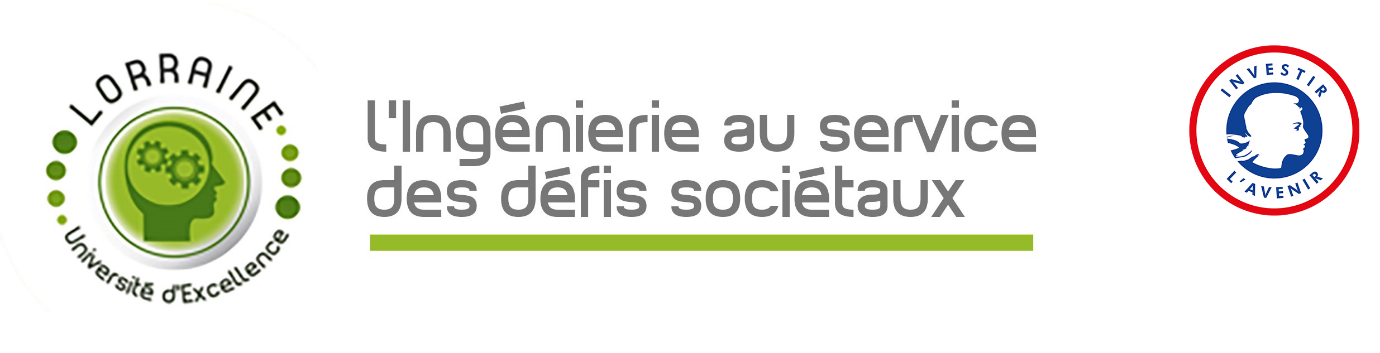 LORRAINE
Université d'Excellence
l'Ingénierie au service
des défis sociétaux
INVESTIR
L'AVENIR